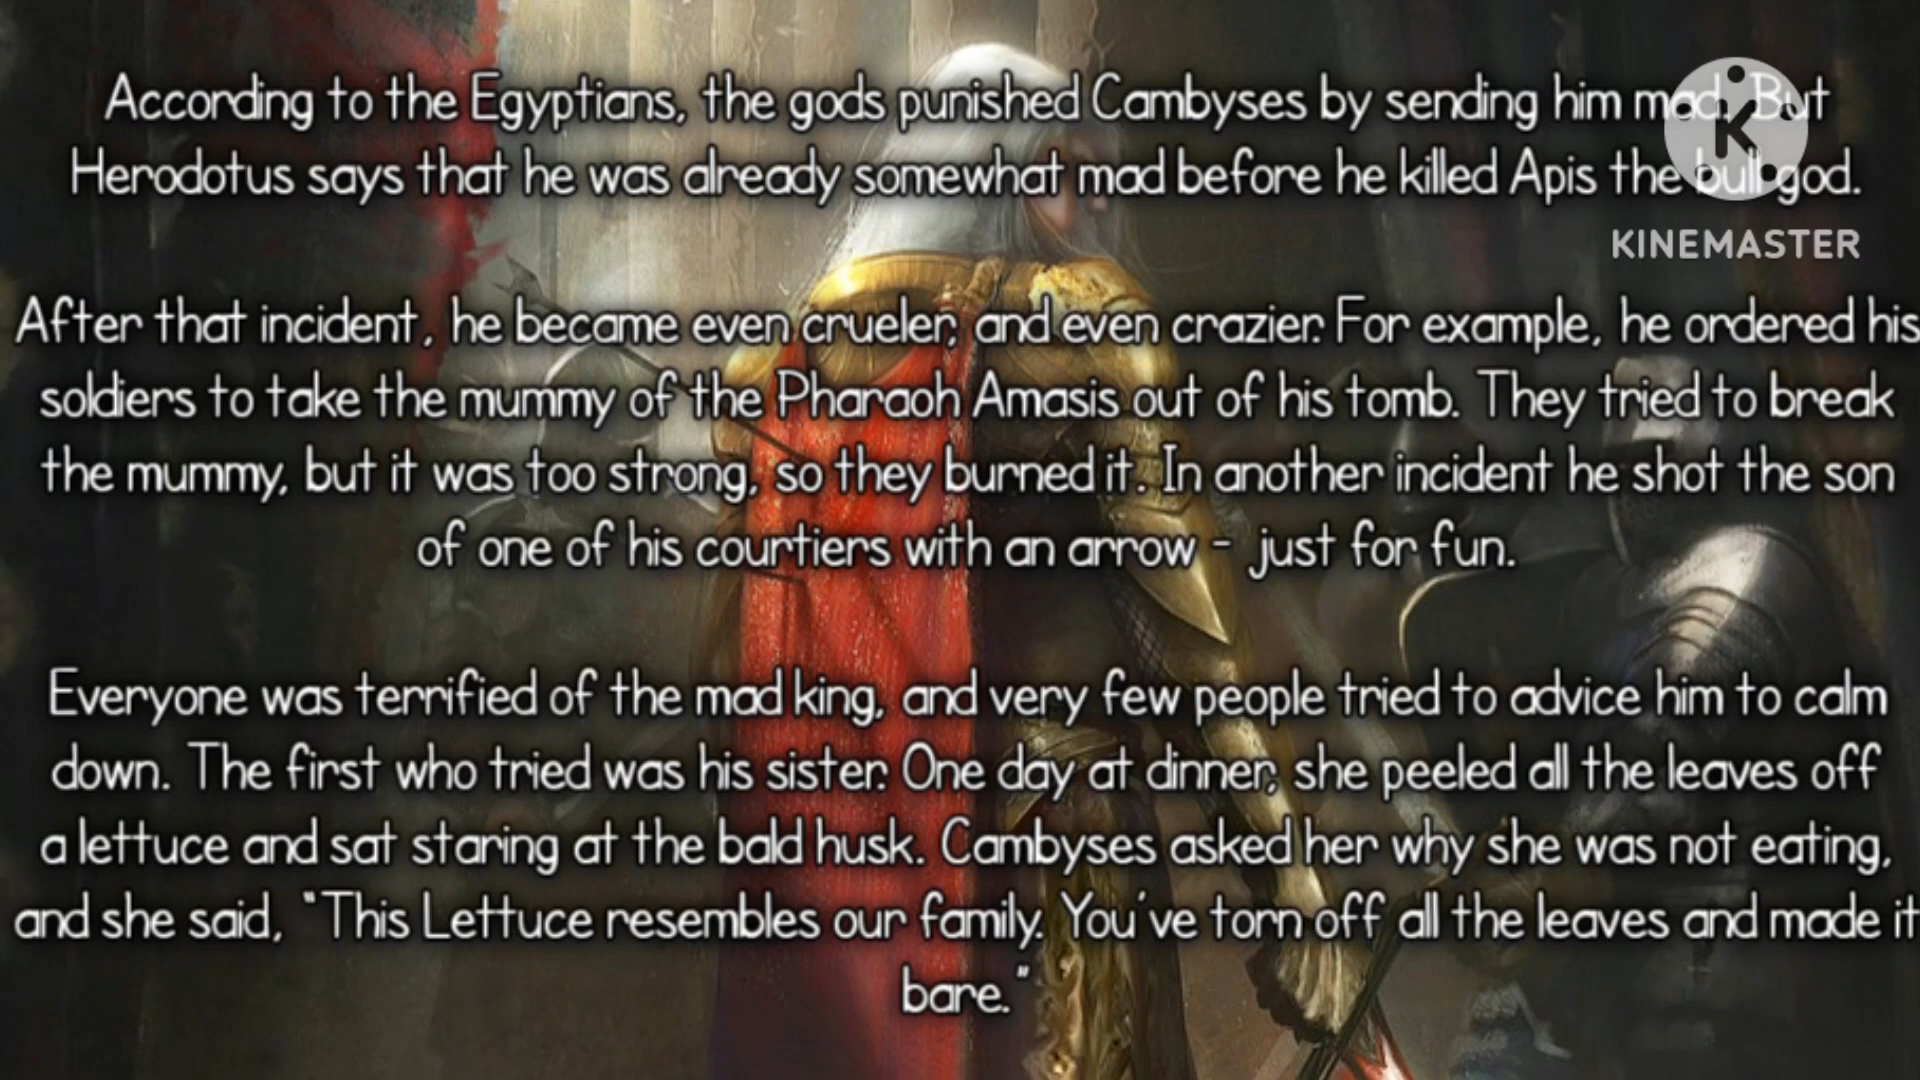 According to the Egyptians, the gods punished Cambyses by sending him mad. But
Herodotus says that he was already somewhat mad before he killed Apis the bull god.
KINEMASTER
After that incident, he became even crueler, and even crazier. For example, he ordered his
soldiers to take the mummy of the Pharaoh Amasis out of his tomb. They tried to break
the mummy, but it was too strong, so they burned it. In another incident he shot the son
of one of his courtiers with an arrow - just for fun.
Everyone was terrified of the mad king, and very few people tried to advice him to calm
down. The first who tried was his sister. One day at dinner, she peeled all the leaves off
a lettuce and sat staring at the bald husk. Cambyses asked her why she was not eating,
and she said, "This Lettuce resembles our family. You've torn off all the leaves and made it
bare."